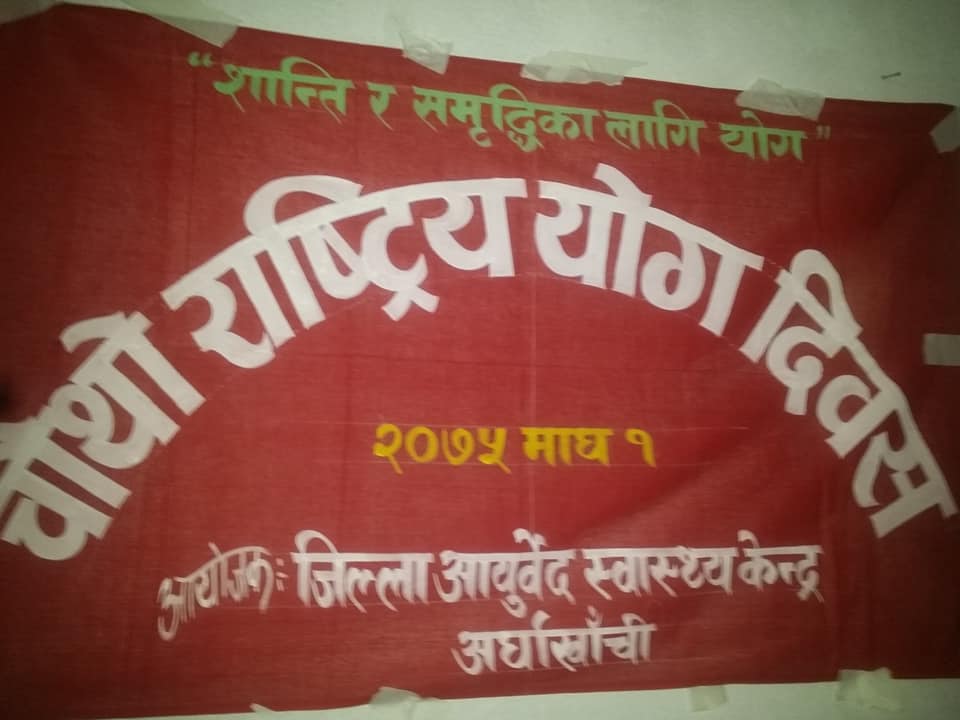 “शान्ति र समृद्धिका लागि योग”
चौथो राष्ट्रिय योग दिवस
२०७५ माघ १
आयोजकः जिल्ला आयुर्वेद स्वास्थ्य केन्द्र
अर्घाखाँची